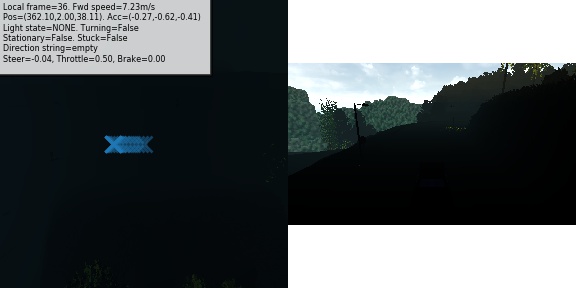 Local frame=36. Fwd speed=7.23m/s
Pos=(362.10,2.00,38.11). Acc=(-0.27,-0.62,-0.41)
Light state=NONE. Turning=False
Stationary=False. Stuck=False
Direction string=empty
Steer=-0.04, Throttle=0.50, Brake=0.00